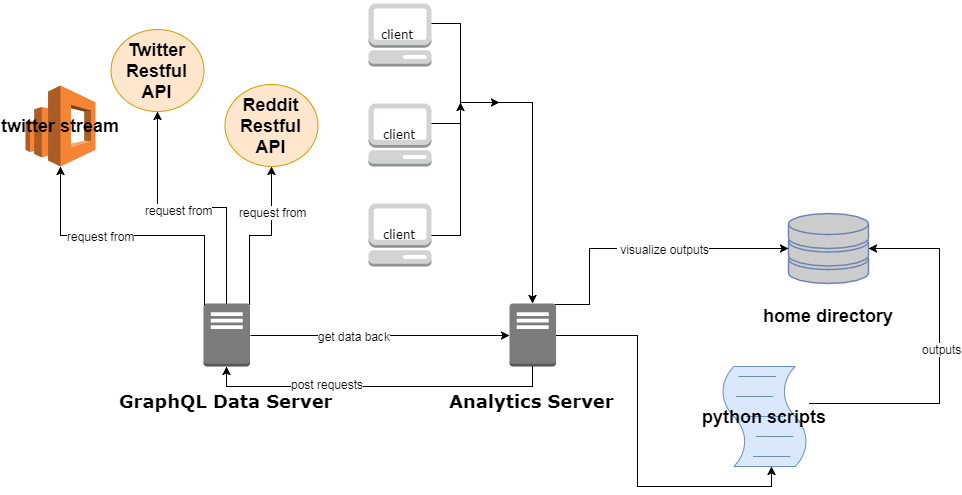 client
Twitter
Restful
API
Reddit
Restful
API
twitter stream
client
client
request from
request from
request from
visualize outputs
home directory
get data back
outputs
post requests
GraphQL Data Server
Analytics Server
python scripts